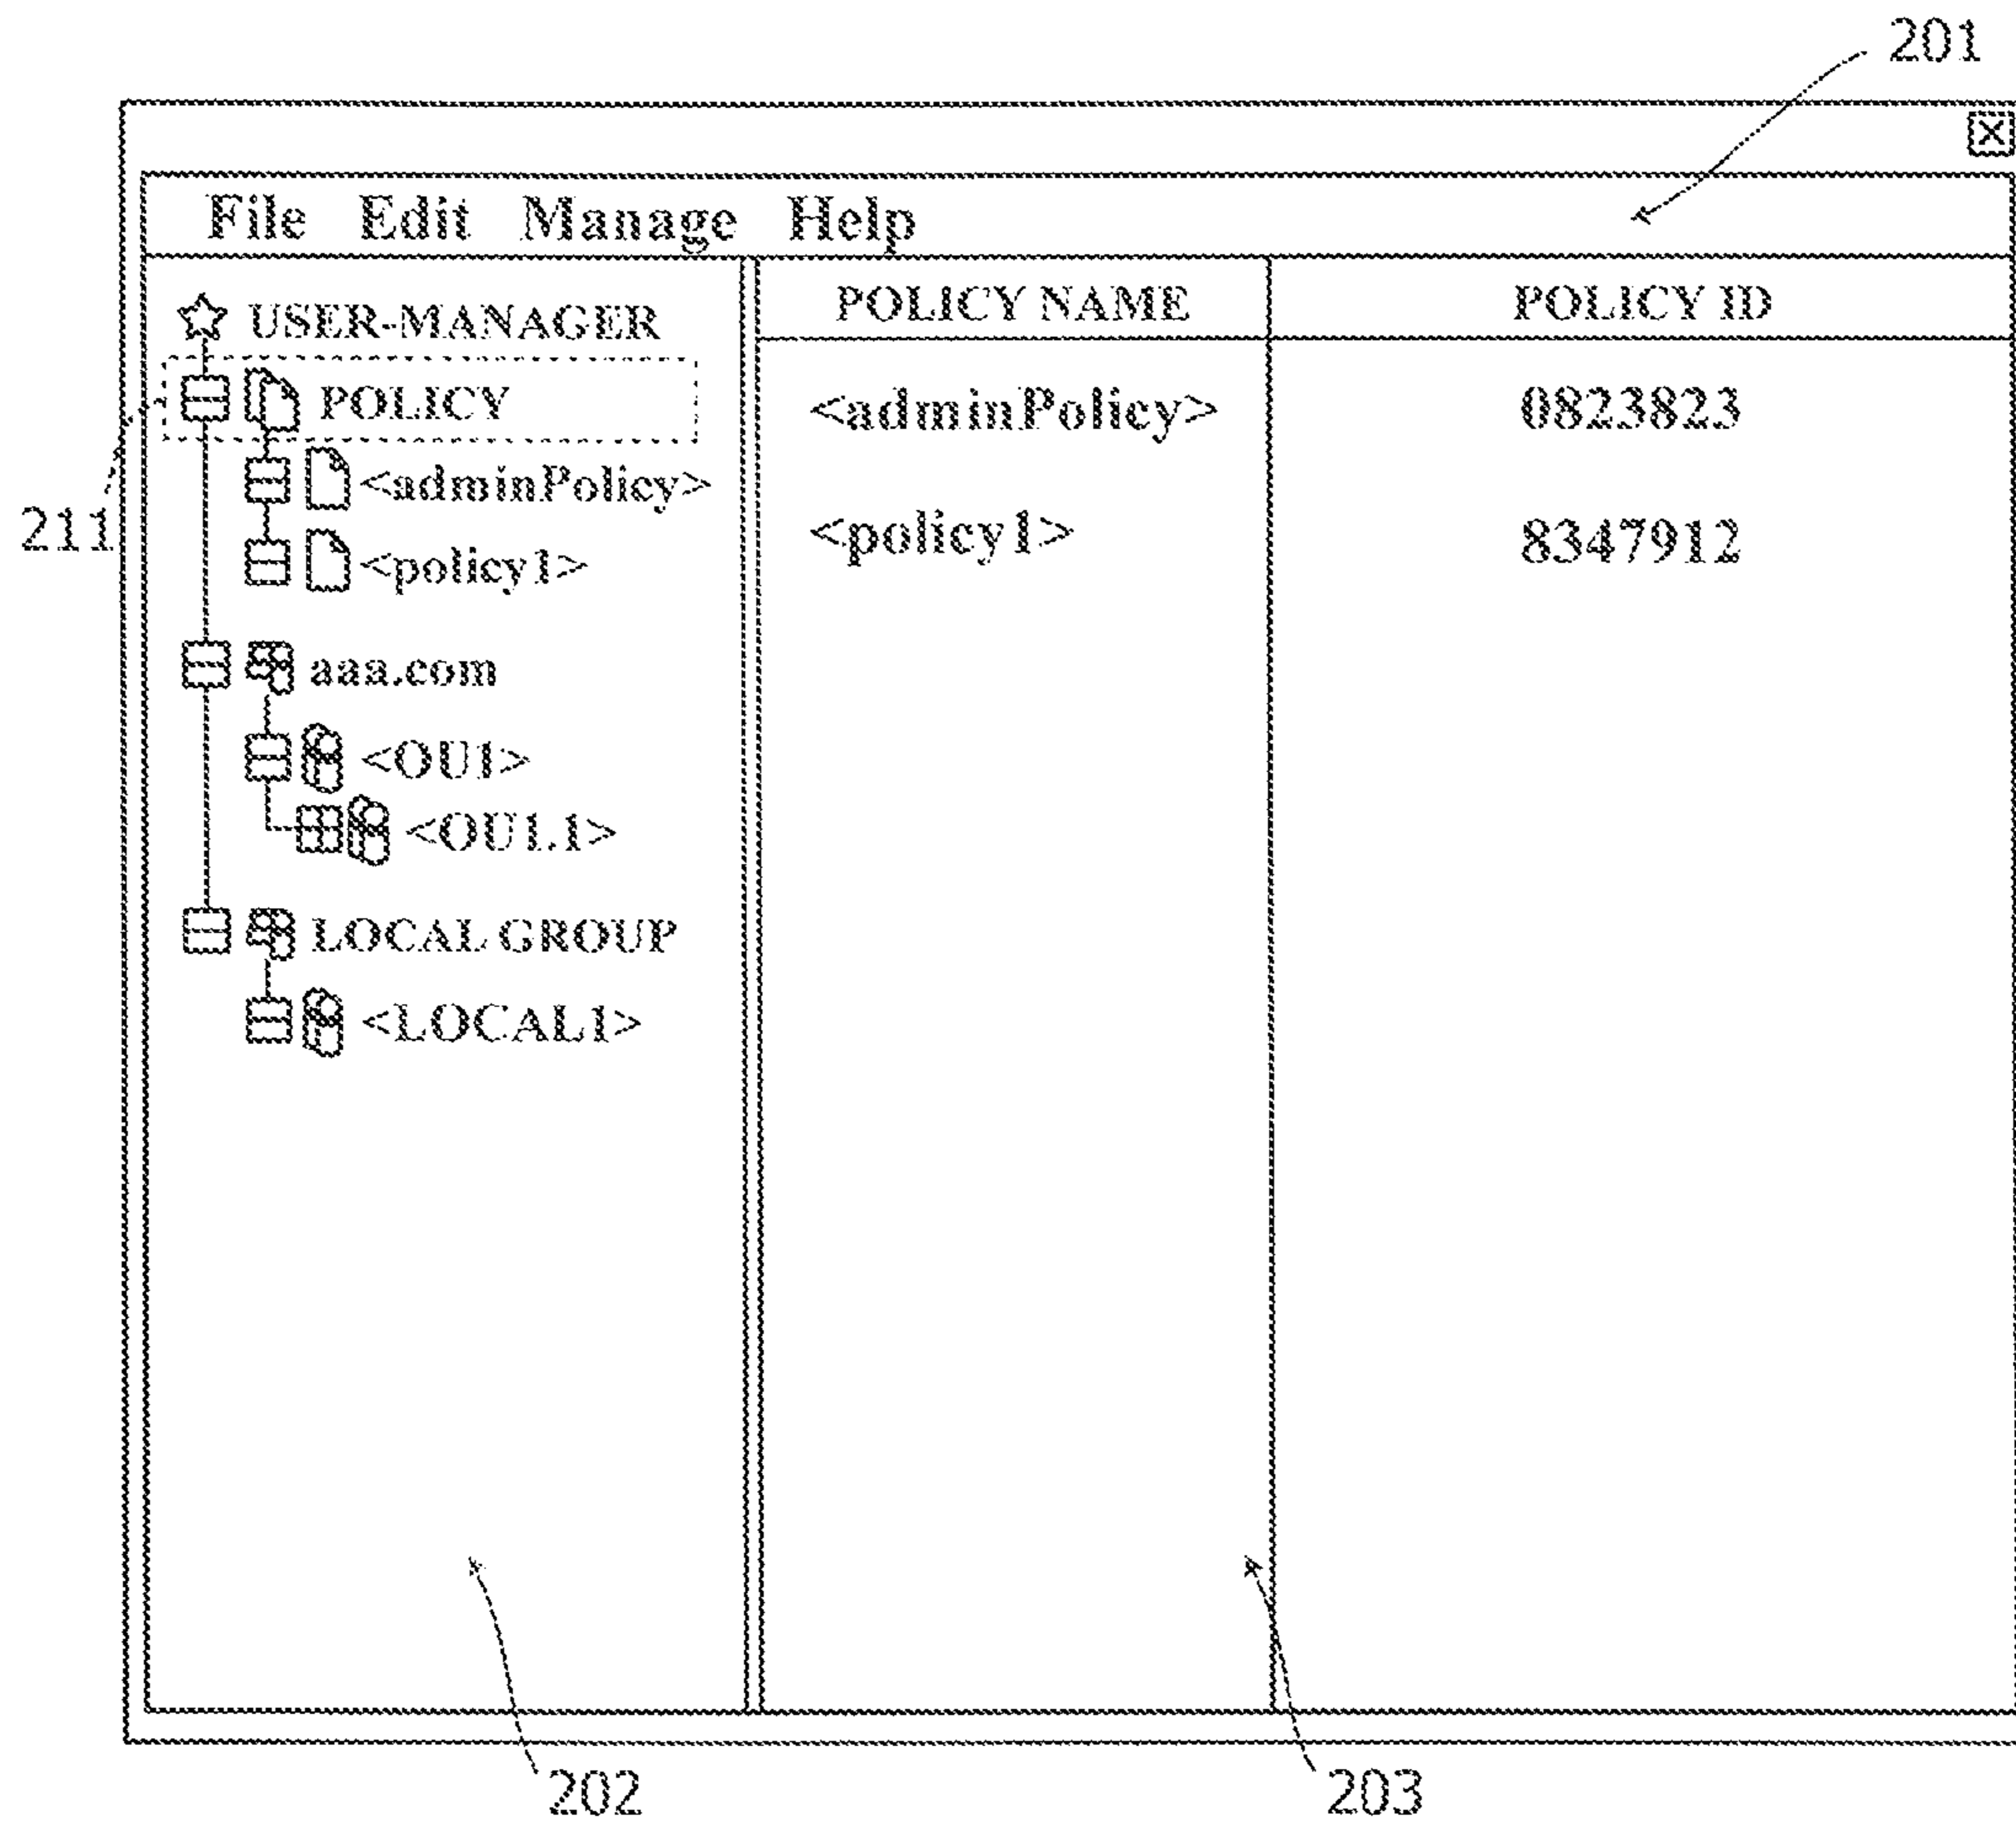 201
File Edit Manage Help
USER-MANAGER
POLICY
<adminPolicy>
<policy1>
aaa.com
<OU1>
<OU1.1>
LOCAL GROUP
<LOCAL1>
211
POLICY NAME POLICY ID
<adminPolicy> 0823823
<policy1> 8347912
202
203